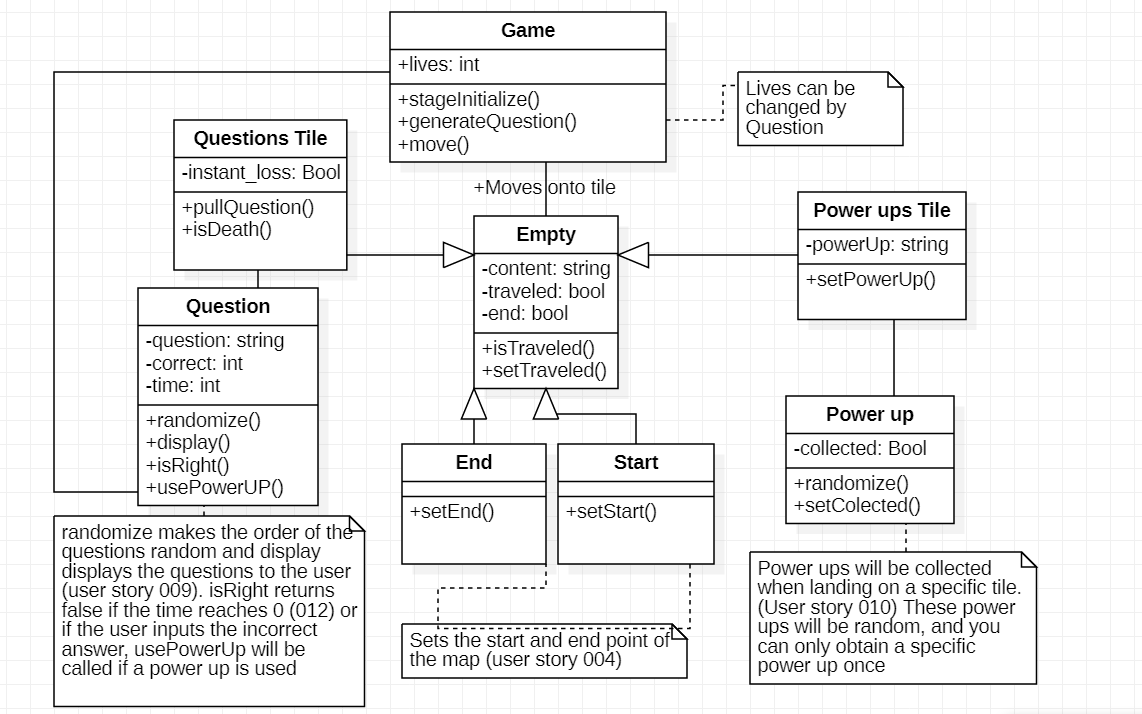 Game
+lives: int
+stageInitialize()
+generateQuestion()
+move()
Lives can be
changed by
Question
Questions Tile
-instant_loss: Bool
+pullQuestion()
+isDeath()
+Moves onto tile
Empty
-content: string
-traveled: bool
-end: bool
+isTraveled()
+setTraveled()
Power ups Tile
-powerUp: string
+setPowerUp()
Question
-question: string
-correct: int
-time: int
+randomize()
+display()
+isRight()
+usePowerUP()
End
+setEnd()
Start
+setStart()
Power up
-collected: Bool
+randomize()
+setColected()
randomize makes the order of the
questions random and display
displays the questions to the user
(user story 009). isRight returns
false if the time reaches 0 (012) or
if the user inputs the incorrect
answer, usePowerUp will be
called if a power up is used
Sets the start and end point of
the map (user story 004)
Power ups will be collected
when landing on a specific tile.
(User story 010) These power
ups will be random, and you
can only obtain a specific
power up once